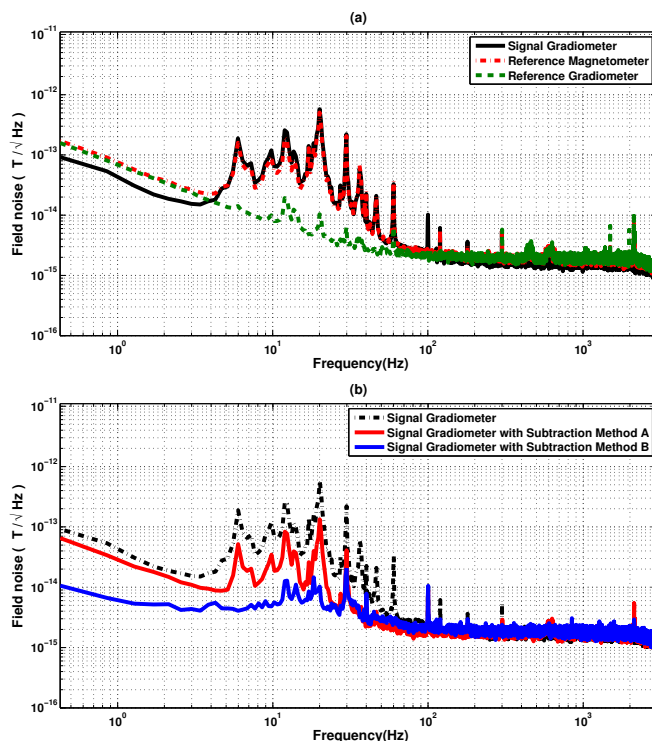 (a)
10^-11
10^-12
10^-13
10^-14
10^-15
10^-16
Field noise ( T/√Hz )
Signal Gradiometer
Reference Magnetometer
Reference Gradiometer
10^0
10^1
10^2
10^3
Frequency(Hz)
(b)
10^-11
10^-12
10^-13
10^-14
10^-15
10^-16
Field noise ( T/√Hz )
Signal Gradiometer
Signal Gradiometer with Subtraction Method A
Signal Gradiometer with Subtraction Method B
10^0
10^1
10^2
10^3
Frequency(Hz)